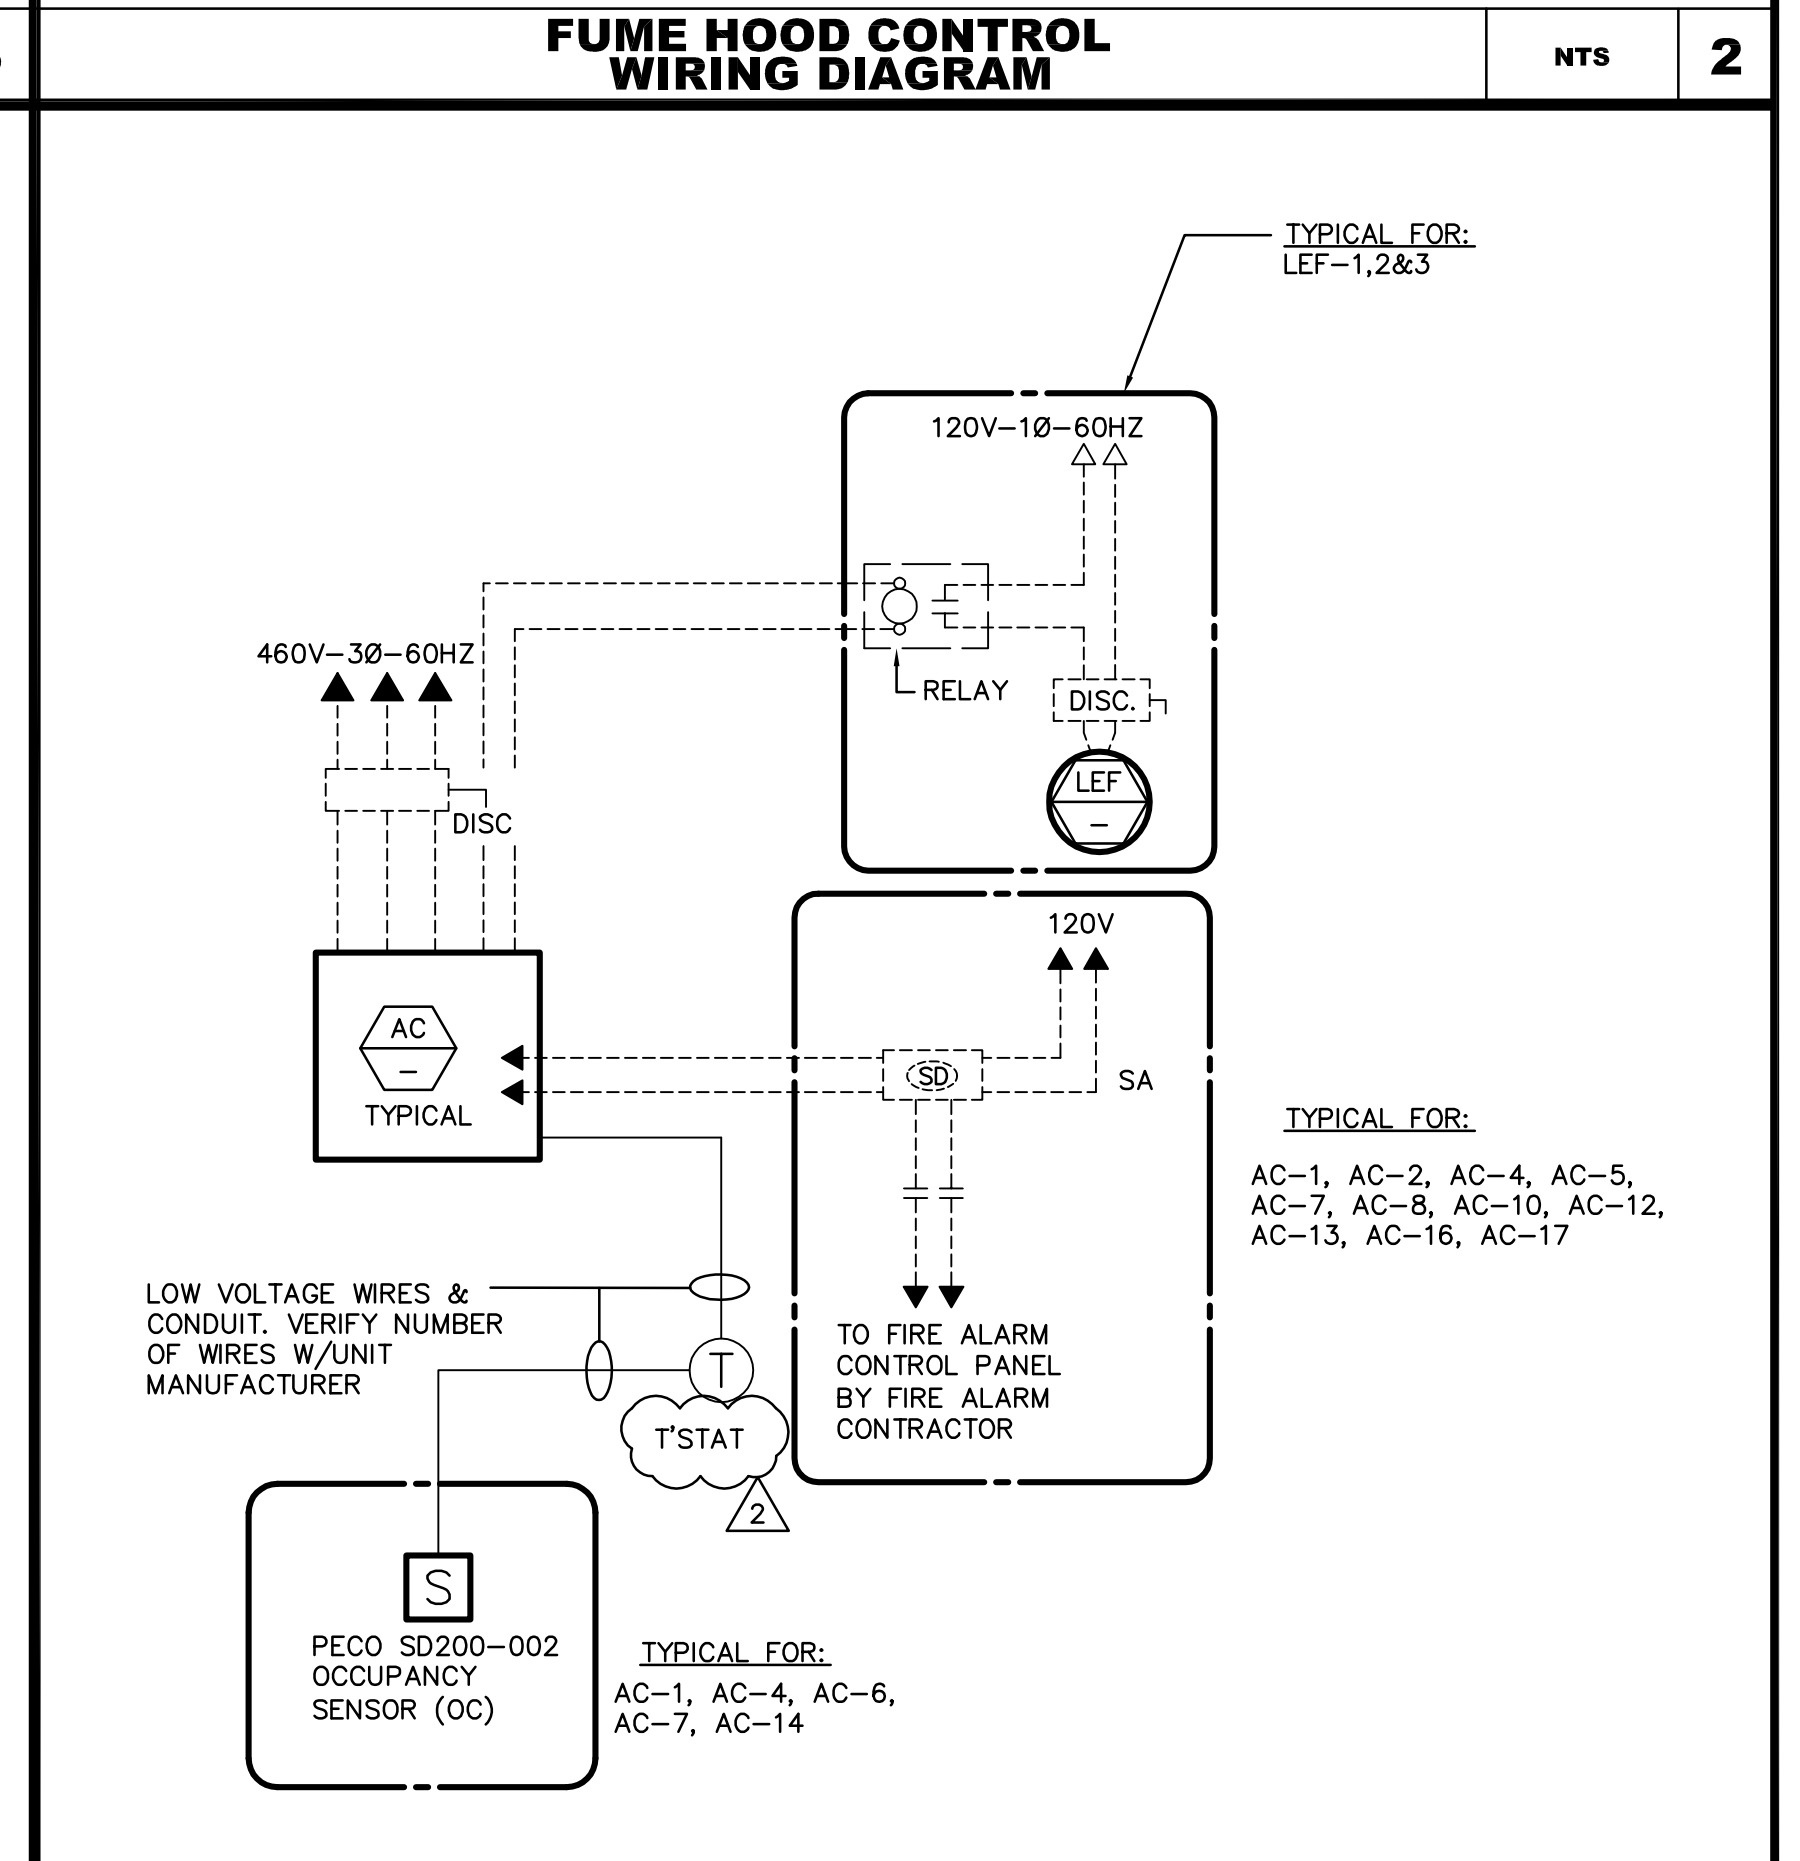 FUME HOOD CONTROL
WIRING DIAGRAM
NTS
2
TYPICAL FOR:
LEF-1,2&3
120V-1Ø-60HZ
460V-3Ø-60HZ
RELAY
DISC.
LEF
-
DISC
120V
AC
-
TYPICAL
SD
SA
TYPICAL FOR:
AC-1, AC-2, AC-4, AC-5,
AC-7, AC-8, AC-10, AC-12,
AC-13, AC-16, AC-17
LOW VOLTAGE WIRES &
CONDUIT. VERIFY NUMBER
OF WIRES W/UNIT
MANUFACTURER
T
T'STAT
2
TO FIRE ALARM
CONTROL PANEL
BY FIRE ALARM
CONTRACTOR
S
PECO SD200-002
OCCUPANCY
SENSOR (OC)
TYPICAL FOR:
AC-1, AC-4, AC-6,
AC-7, AC-14